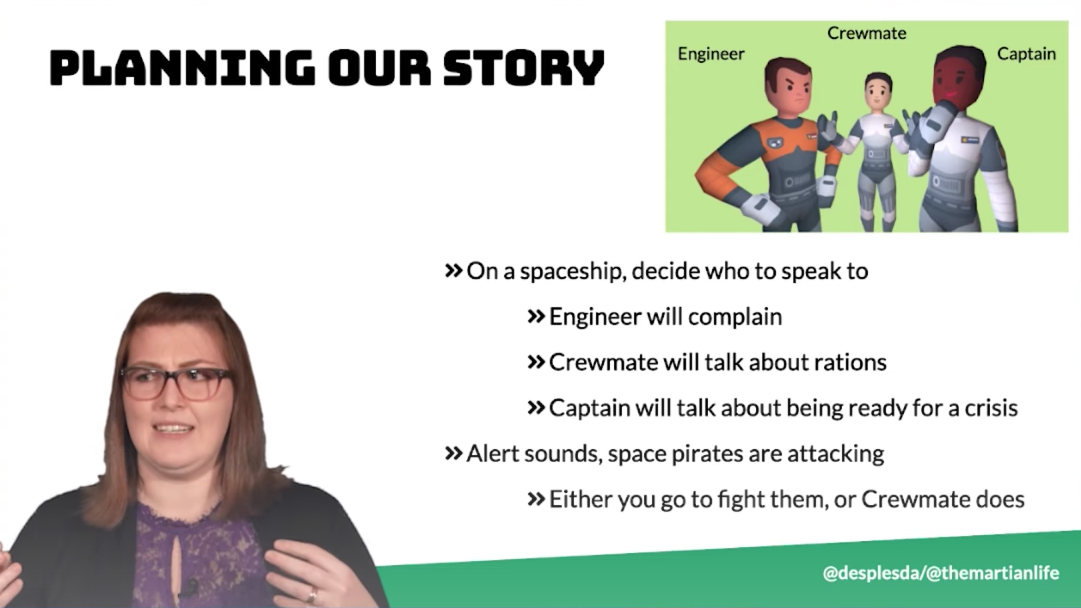 PLANNING OUR STORY
Crewmate
Engineer
Captain
» On a spaceship, decide who to speak to
» Engineer will complain
» Crewmate will talk about rations
» Captain will talk about being ready for a crisis
» Alert sounds, space pirates are attacking
» Either you go to fight them, or Crewmate does
@desplesda/@themartianlife